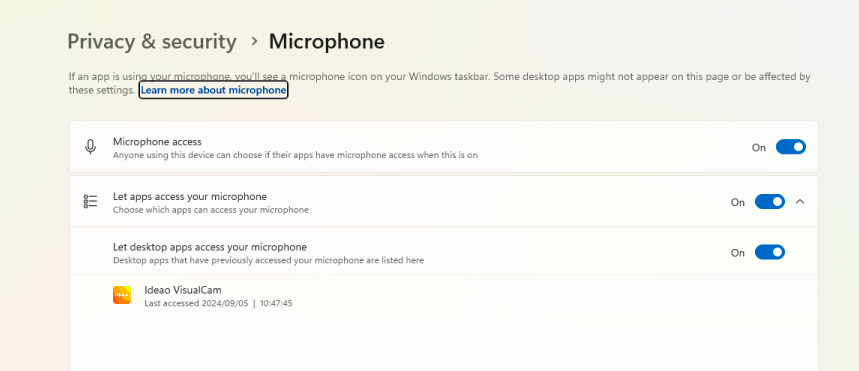 Privacy & security > Microphone
If an app is using your microphone, you'll see a microphone icon on your Windows taskbar. Some desktop apps might not appear on this page or be affected by
these settings. Learn more about microphone
Microphone access
Anyone using this device can choose if their apps have microphone access when this is on
On
Let apps access your microphone
Choose which apps can access your microphone
On
Let desktop apps access your microphone
Desktop apps that have previously accessed your microphone are listed here
On
Ideao VisualCam
Last accessed 2024/09/05 | 10:47:45